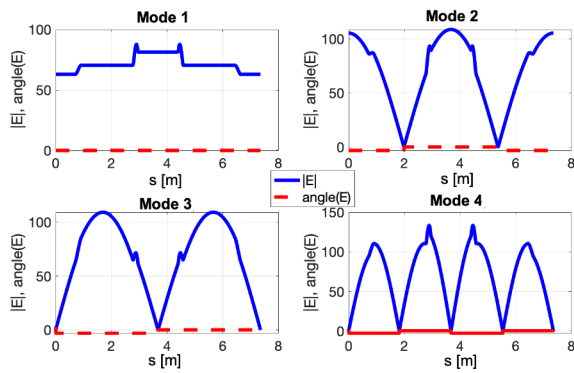 Mode 1
|E|, angle(E)
100
50
0
0 2 4 6 8
s [m]
Mode 2
|E|, angle(E)
100
50
0
0 2 4 6 8
s [m]
|E|
angle(E)
Mode 3
|E|, angle(E)
100
50
0
0 2 4 6 8
s [m]
Mode 4
|E|, angle(E)
150
100
50
0
0 2 4 6 8
s [m]